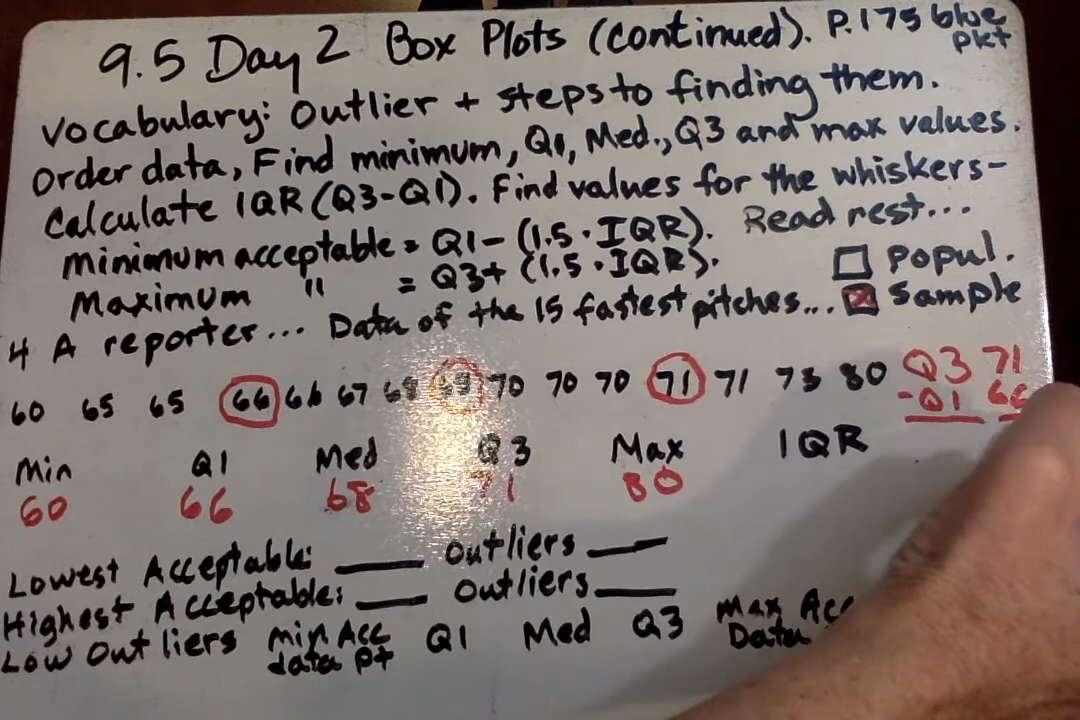 9.5 Day 2 Box Plots (continued). P.175 blue pkt
Vocabulary: Outlier + steps to finding them.
Order data, Find minimum, Q1, Med., Q3 and max values.
Calculate IQR (Q3-Q1). Find values for the whiskers-
minimum acceptable = Q1 - (1.5 · IQR). Read rest...
Maximum " = Q3+ (1.5 · IQR).
Popul.
4 A reporter... Data of the 15 fastest pitches... Sample
60 65 65 66 66 67 68 70 70 70 71 71 73 80
Q3 71
-Q1
Min Q1 Med Q3 Max IQR
60 66 68 71 80
Lowest Acceptable: ____ Outliers ____
Highest Acceptable: ____ Outliers ____
Low Outliers min Acc data pt Q1 Med Q3 Max Data